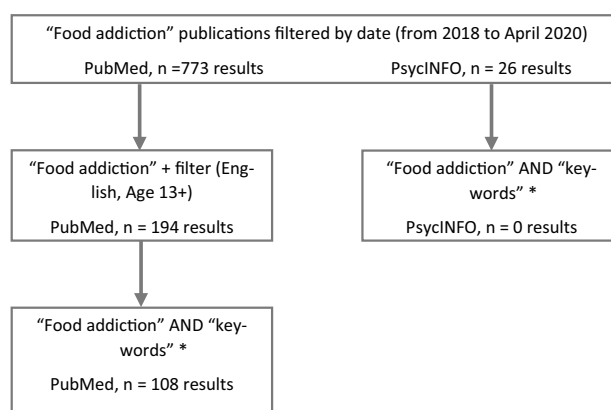 “Food addiction” publications filtered by date (from 2018 to April 2020)
PubMed, n =773 results PsycINFO, n = 26 results
“Food addiction” + filter (Eng-
lish, Age 13+)
PubMed, n = 194 results
“Food addiction” AND “key-
words” *
PsycINFO, n = 0 results
“Food addiction” AND “key-
words” *
PubMed, n = 108 results